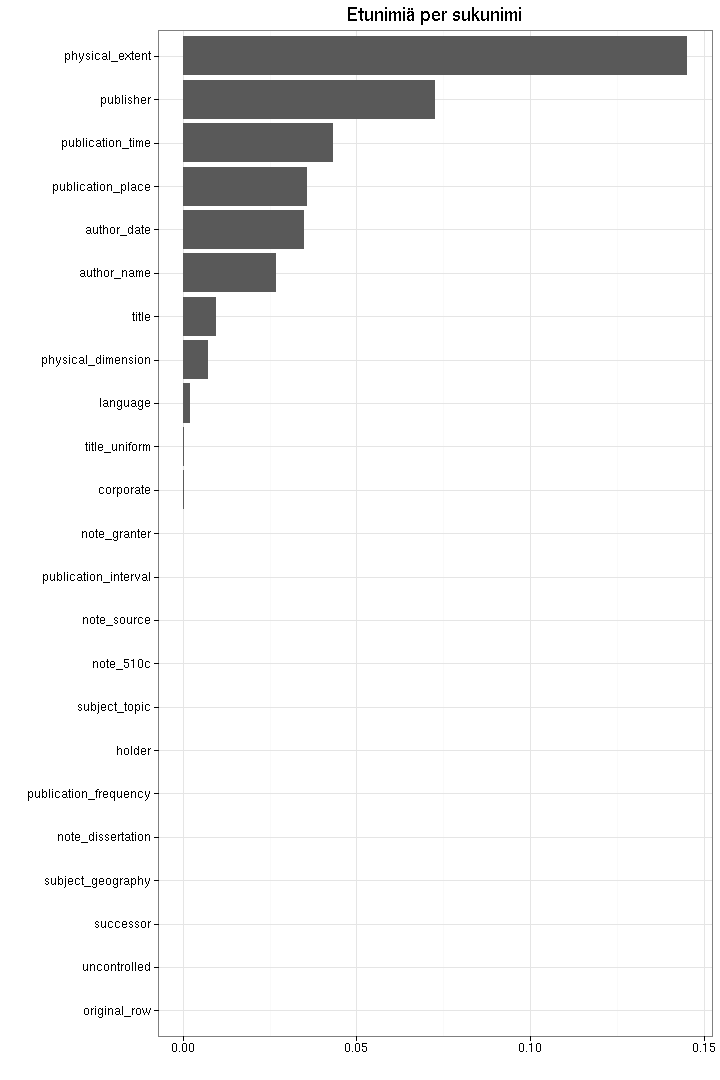 Etunimiä per sukunimi
physical_extent
publisher
publication_time
publication_place
author_date
author_name
title
physical_dimension
language
title_uniform
corporate
note_granter
publication_interval
note_source
note_510c
subject_topic
holder
publication_frequency
note_dissertation
subject_geography
successor
uncontrolled
original_row
0.00 0.05 0.10 0.15